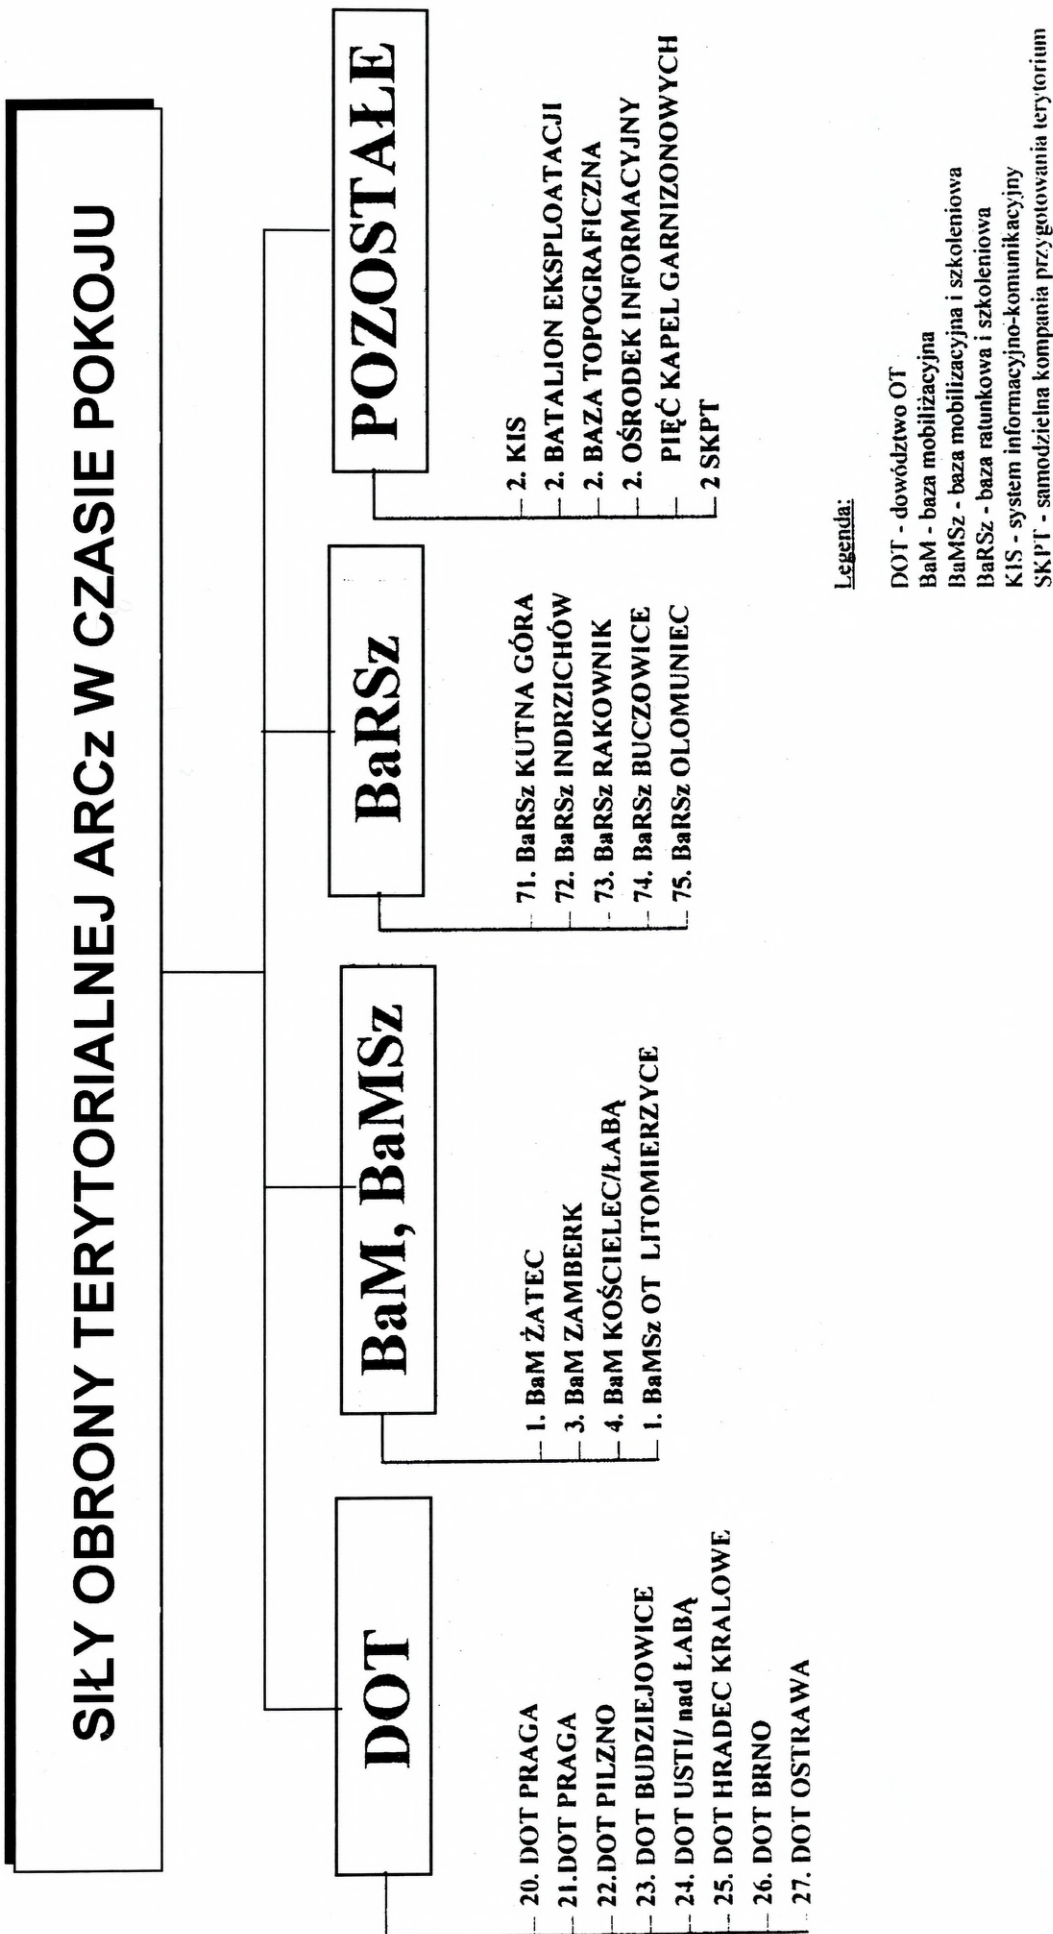 SIŁY OBRONY TERYTORIALNEJ ARCz W CZASIE POKOJU
DOT
20. DOT PRAGA
21.DOT PRAGA
22.DOT PILZNO
23. DOT BUDZIEJOWICE
24. DOT USTI/ nad ŁABĄ
25. DOT HRADEC KRALOWE
26. DOT BRNO
27. DOT OSTRAWA
BaM, BaMSz
1. BaM ŻATEC
3. BaM ZAMBERK
4. BaM KOŚCIELEC/ŁABĄ
1. BaMSz OT LITOMIERZYCE
BaRSz
71. BaRSz KUTNA GÓRA
72. BaRSz INDRZICHÓW
73. BaRSz RAKOWNIK
74. BaRSz BUCZOWICE
75. BaRSz OLOMUNIEC
POZOSTAŁE
2. KIS
2. BATALION EKSPLOATACJI
2. BAZA TOPOGRAFICZNA
2. OŚRODEK INFORMACYJNY
PIĘĆ KAPEL GARNIZONOWYCH
2 SKPT
Legenda:
DOT - dowództwo OT
BaM - baza mobiliżacyjna
BaMSz - baza mobilizacyjna i szkoleniowa
BaRSz - baza ratunkowa i szkoleniowa
KIS - system informacyjno-komunikacyjny
SKPT - samodzielna kompania przygotowania terytorium